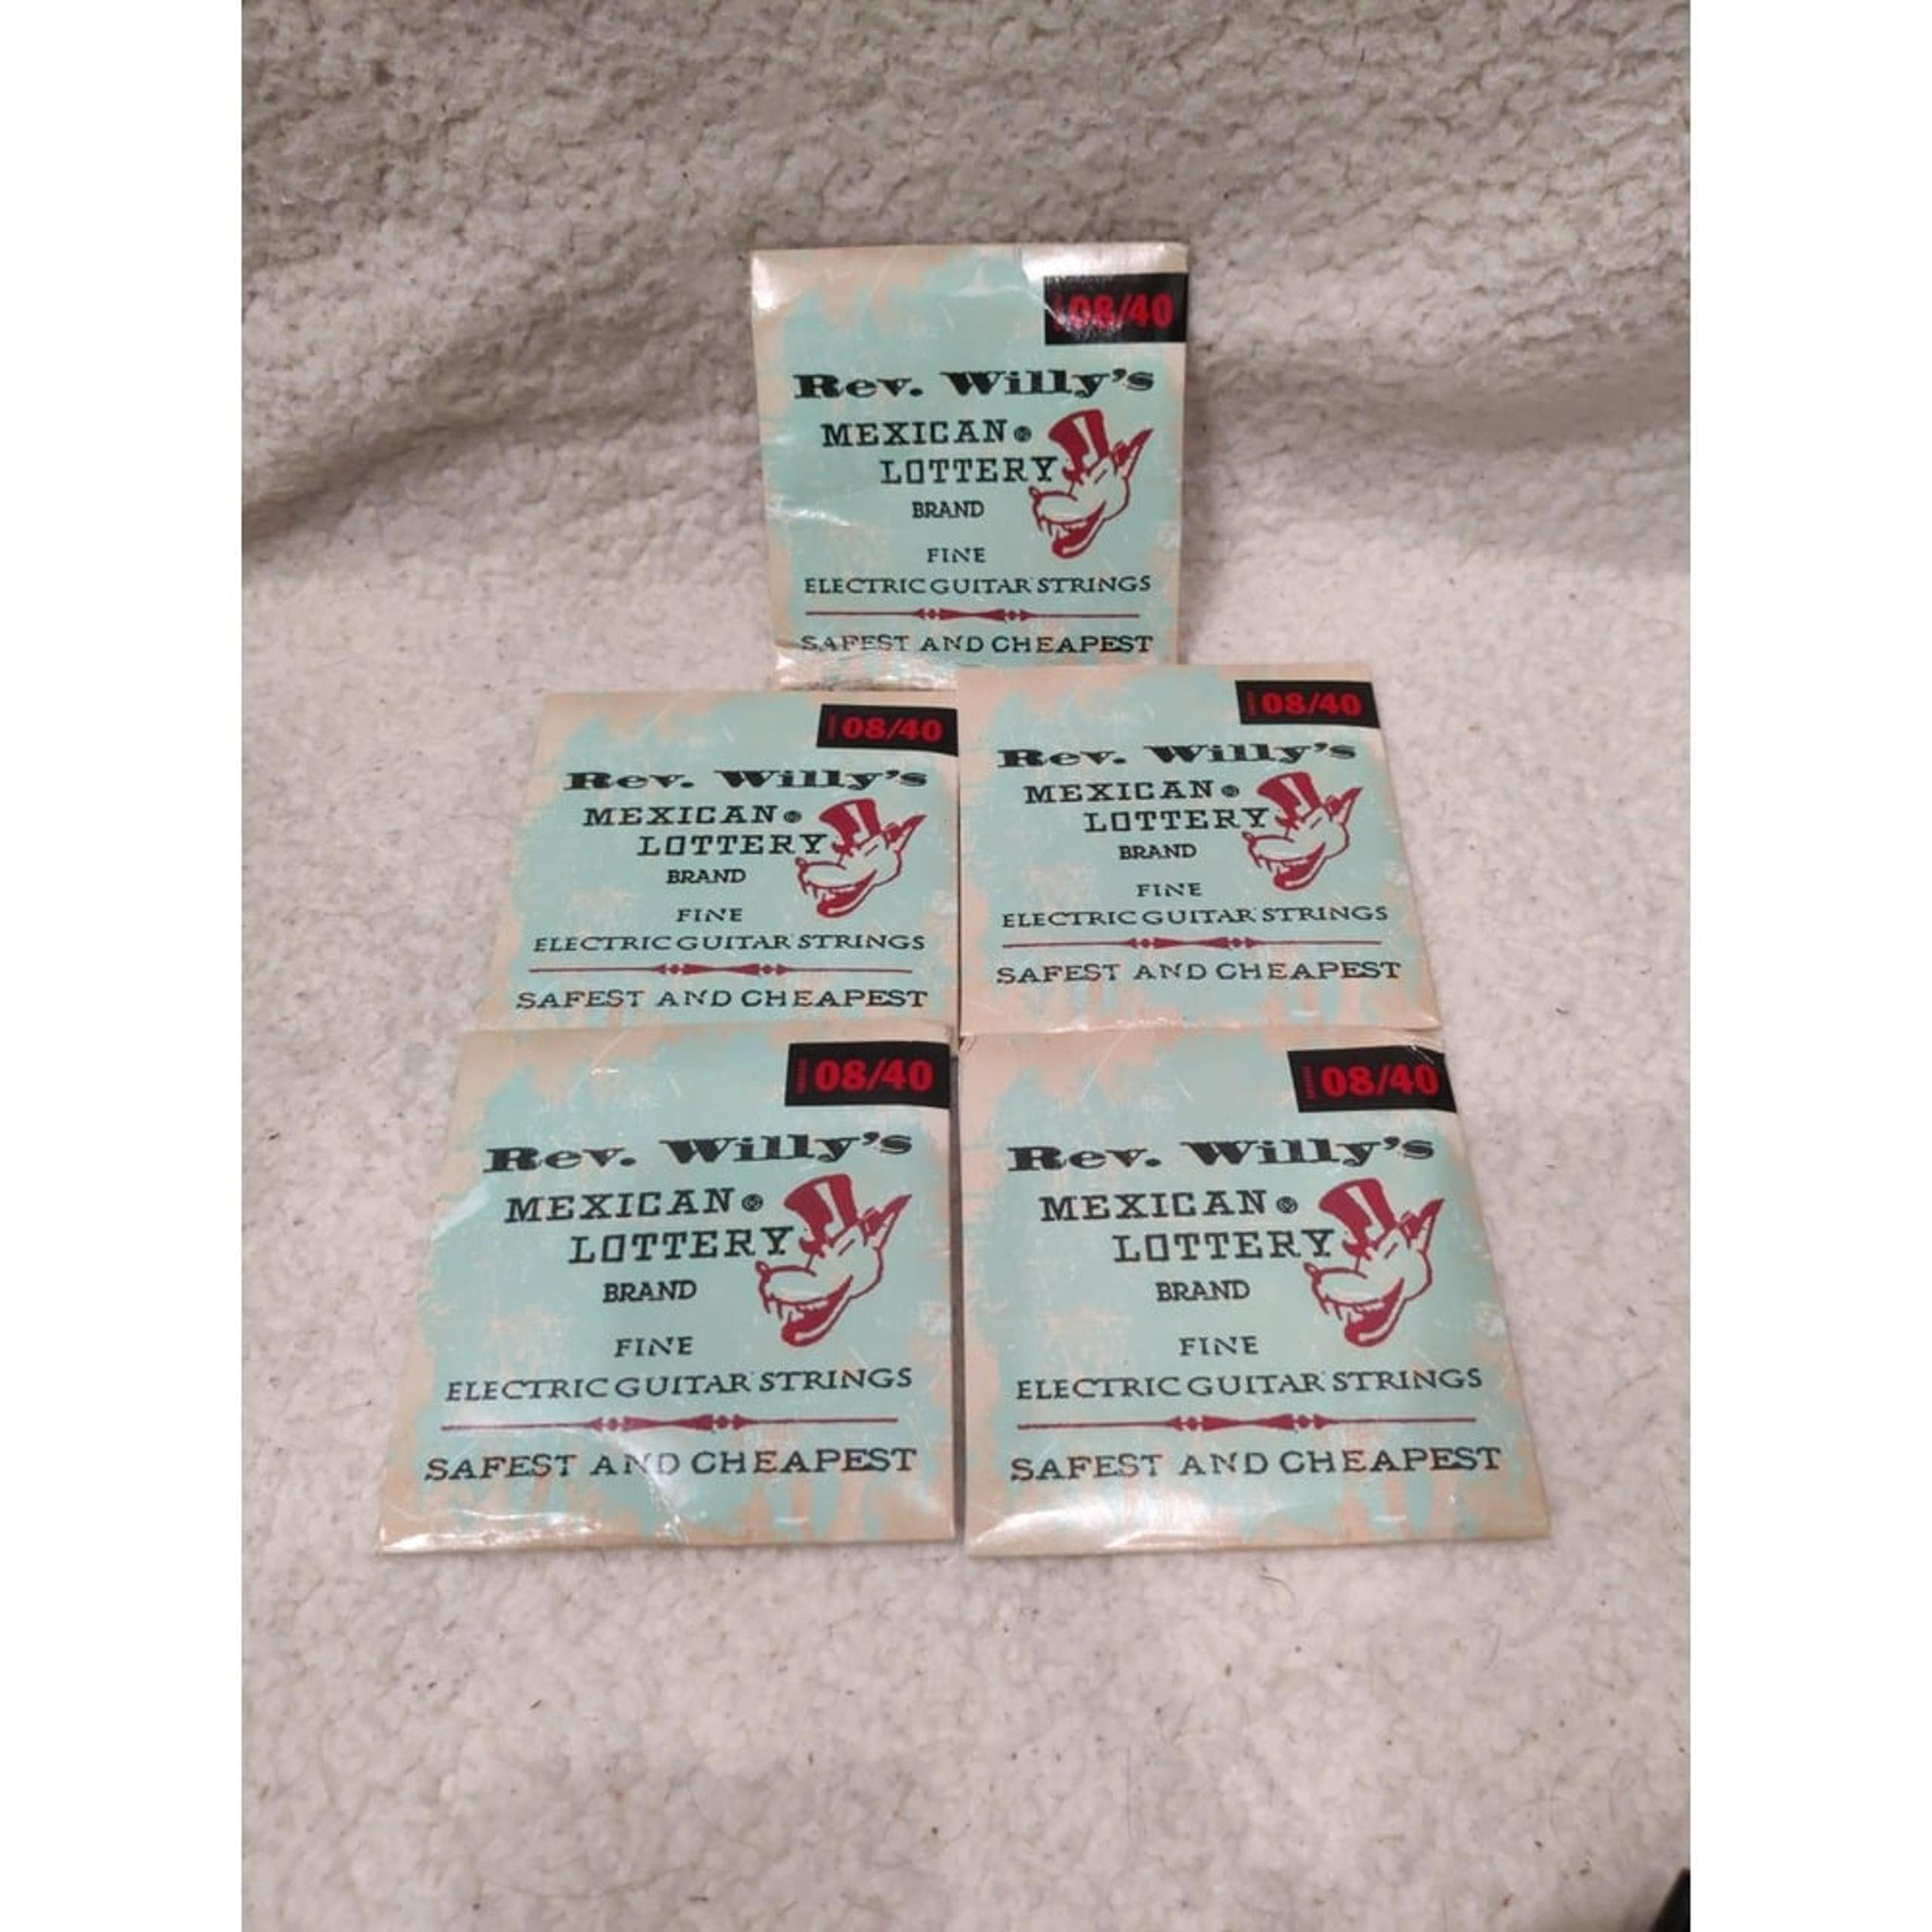 08/40
Rev. Willy's
MEXICAN
LOTTERY
BRAND
FINE
ELECTRIC GUITAR STRINGS
SAFEST AND CHEAPEST
08/40
Rev. Willy's
MEXICAN
LOTTERY
BRAND
FINE
ELECTRIC GUITAR STRINGS
SAFEST AND CHEAPEST
08/40
Rev. Willy's
MEXICAN
LOTTERY
BRAND
FINE
ELECTRIC GUITAR STRINGS
SAFEST AND CHEAPEST
08/40
Rev. Willy's
MEXICAN
LOTTERY
BRAND
FINE
ELECTRIC GUITAR STRINGS
SAFEST AND CHEAPEST
08/40
Rev. Willy's
MEXICAN
LOTTERY
BRAND
FINE
ELECTRIC GUITAR STRINGS
SAFEST AND CHEAPEST